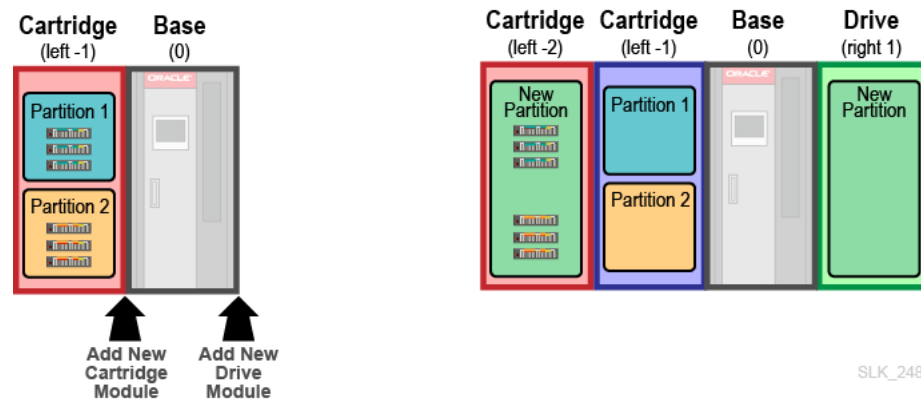 Cartridge
(left -1)
Base
(0)
ORACLE'
Partition 1
Partition 2
Add New
Cartridge
Module
Add New
Drive
Module
Cartridge
(left -2)
Cartridge
(left -1)
Base
(0)
Drive
(right 1)
New
Partition
Partition 1
Partition 2
ORACLE'
New
Partition
SLK_248